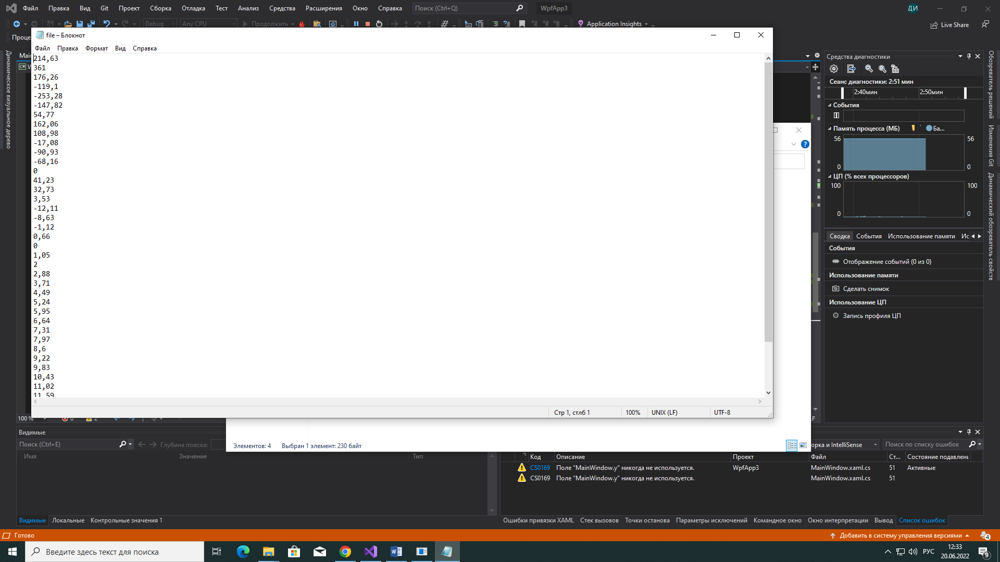 Файл Правка Вид Git Проект Сборка Отладка Тест Анализ Средства Расширения Окно Справка Поиск (Ctrl+Q) WpfApp3 ДИ
Debug Any CPU Продолжить Application Insights Live Share
Проце
file – Блокнот
Файл Правка Формат Вид Справка
214,63
361
176,26
-119,1
-253,28
-147,82
54,77
162,06
108,98
-17,08
-90,93
-68,16
0
41,23
32,73
3,53
-12,11
-8,63
-1,12
0,66
0
1,05
2
2,88
3,71
4,49
5,24
5,95
6,64
7,31
7,97
8,6
9,22
9,83
10,43
11,02
11,59
Стр 1, стлб 1 100% UNIX (LF) UTF-8
Mai
C# W
Динамическое визуальное дерево
Средства диагностики
Сеанс диагностики: 2:51 мин
2:40мин 2:50мин
События
Память процесса (МБ) Ба...
56 56
0 0
ЦП (% всех процессоров)
100 100
0 0
Сводка События Использование памяти Ис
События
Отображение событий (0 из 0)
Использование памяти
Сделать снимок
Использование ЦП
Запись профиля ЦП
Обозреватель решений
Изменения Git
Динамический обозреватель свойств
100 % 0 2 LF
Элементов: 4 Выбран 1 элемент: 230 байт
Видимые
Поиск (Ctrl+E) Глубина поиска:
Имя Значение Тип
Видимые Локальные Контрольные значения 1
орка и IntelliSense Поиск по списку ошибок
Код Описание Проект Файл Ст... Состояние подавлени
CS0169 Поле "MainWindow.y" никогда не используется. WpfApp3 MainWindow.xaml.cs 51 Активные
CS0169 Поле "MainWindow.y" никогда не используется. MainWindow.xaml.cs 51
Ошибки привязки XAML Стек вызовов Точки останова Параметры исключений Командное окно Окно интерпретации Вывод Список ошибок
Готово Добавить в систему управления версиями 4
Введите здесь текст для поиска РУС 12:33
20.06.2022 9